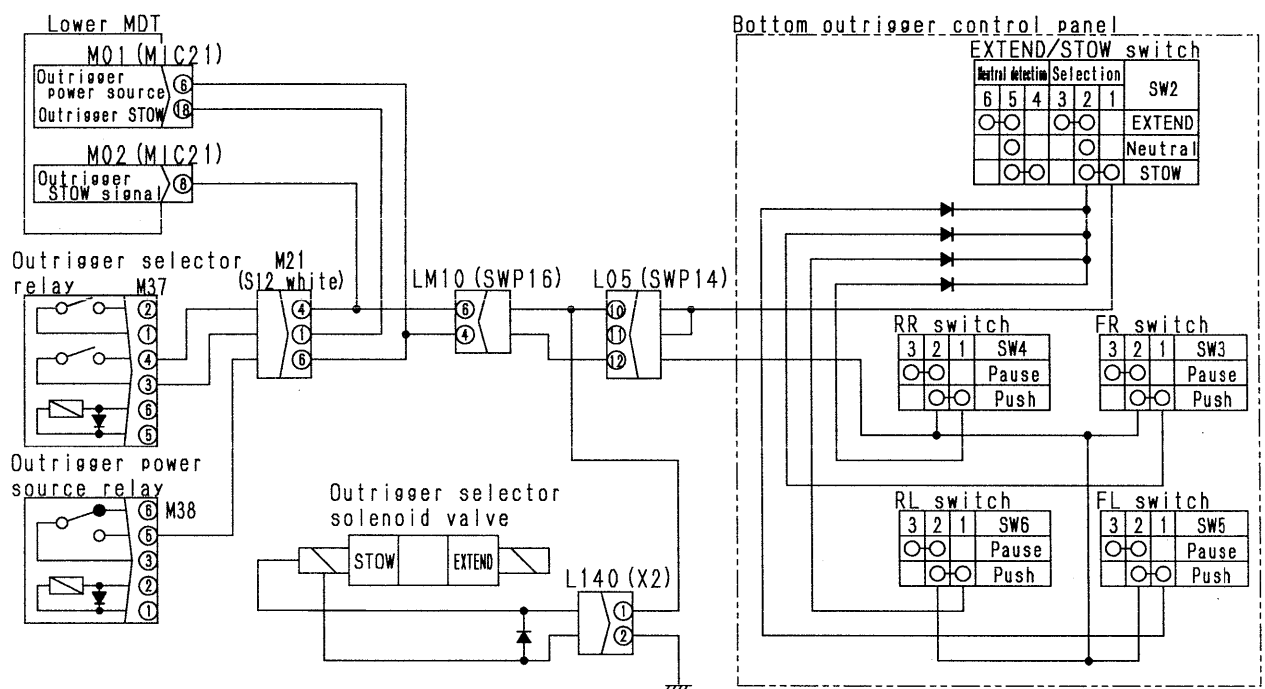 Lower MDT
M01 (MIC21)
Outrigger
power source
6
Outrigger STOW
18
M02 (MIC21)
Outrigger
STOW signal
8
Outrigger selector
relay
M37
2
1
4
3
6
5
M21
(S12 white)
4
1
6
LM10 (SWP16)
6
4
L05 (SWP14)
10
11
12
Outrigger power
source relay
M38
6
5
3
2
1
Outrigger selector
solenoid valve
STOW
EXTEND
L140 (X2)
1
2
Bottom outrigger control panel
EXTEND/STOW switch
Neutral detection Selection SW2
6 5 4 3 2 1
EXTEND
Neutral
STOW
RR switch
3 2 1 SW4
Pause
Push
FR switch
3 2 1 SW3
Pause
Push
RL switch
3 2 1 SW6
Pause
Push
FL switch
3 2 1 SW5
Pause
Push